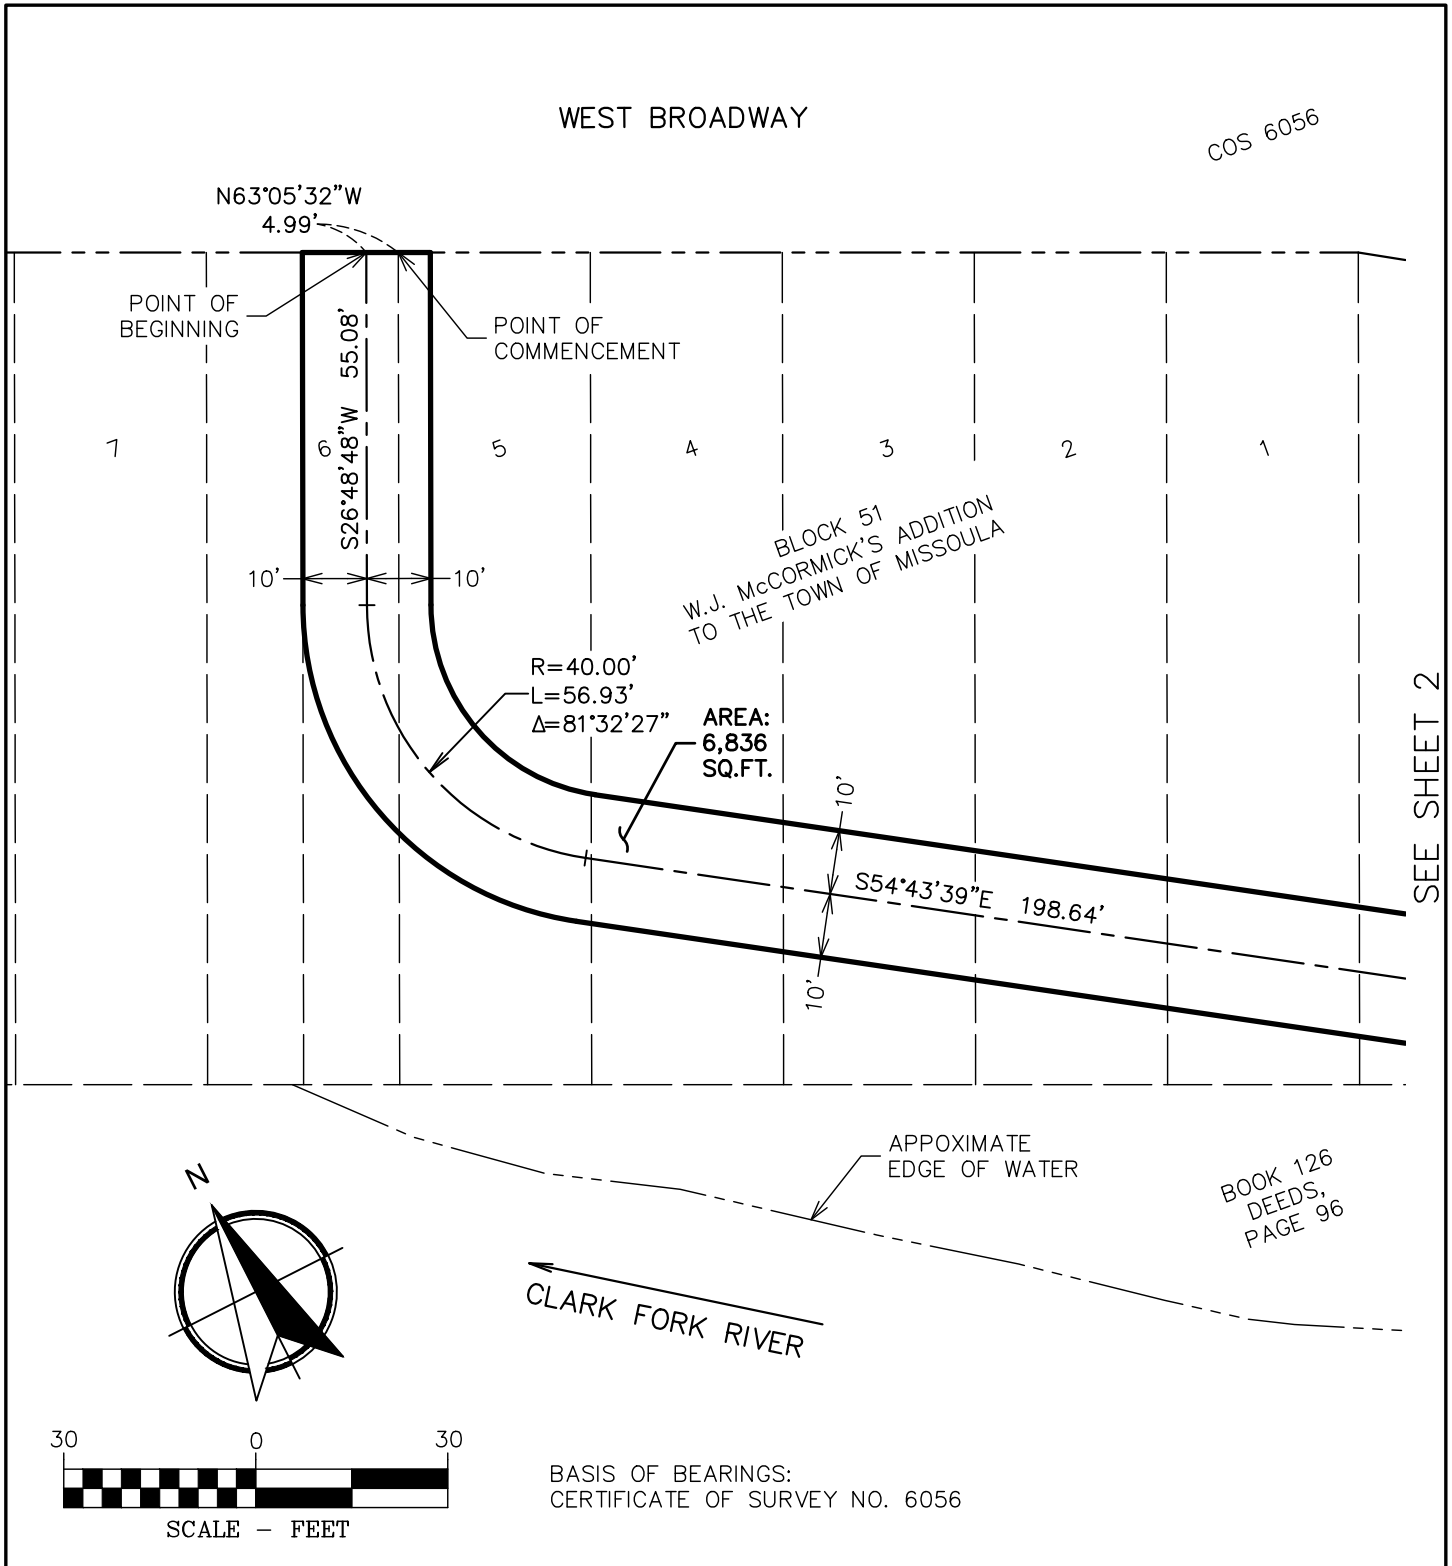 WEST BROADWAY
COS 6056
N63°05'32"W
4.99'
POINT OF
BEGINNING
POINT OF
COMMENCEMENT
S26°48'48"W 55.08'
7
6
5
4
3
2
1
BLOCK 51
W.J. McCORMICK'S ADDITION
TO THE TOWN OF MISSOULA
10'
10'
R=40.00'
L=56.93'
Δ=81°32'27"
AREA:
6,836
SQ.FT.
10'
S54°43'39"E 198.64'
10'
SEE SHEET 2
APPOXIMATE
EDGE OF WATER
BOOK 126
DEEDS,
PAGE 96
N
CLARK FORK RIVER
30 0 30
SCALE - FEET
BASIS OF BEARINGS:
CERTIFICATE OF SURVEY NO. 6056